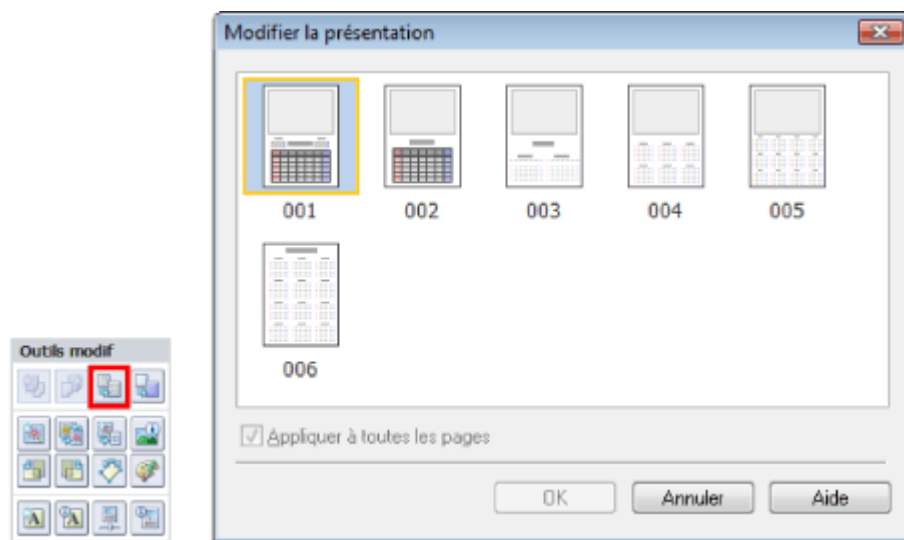 Modifier la présentation
001 002 003 004 005
006
Outils modif
Appliquer à toutes les pages
OK Annuler Aide